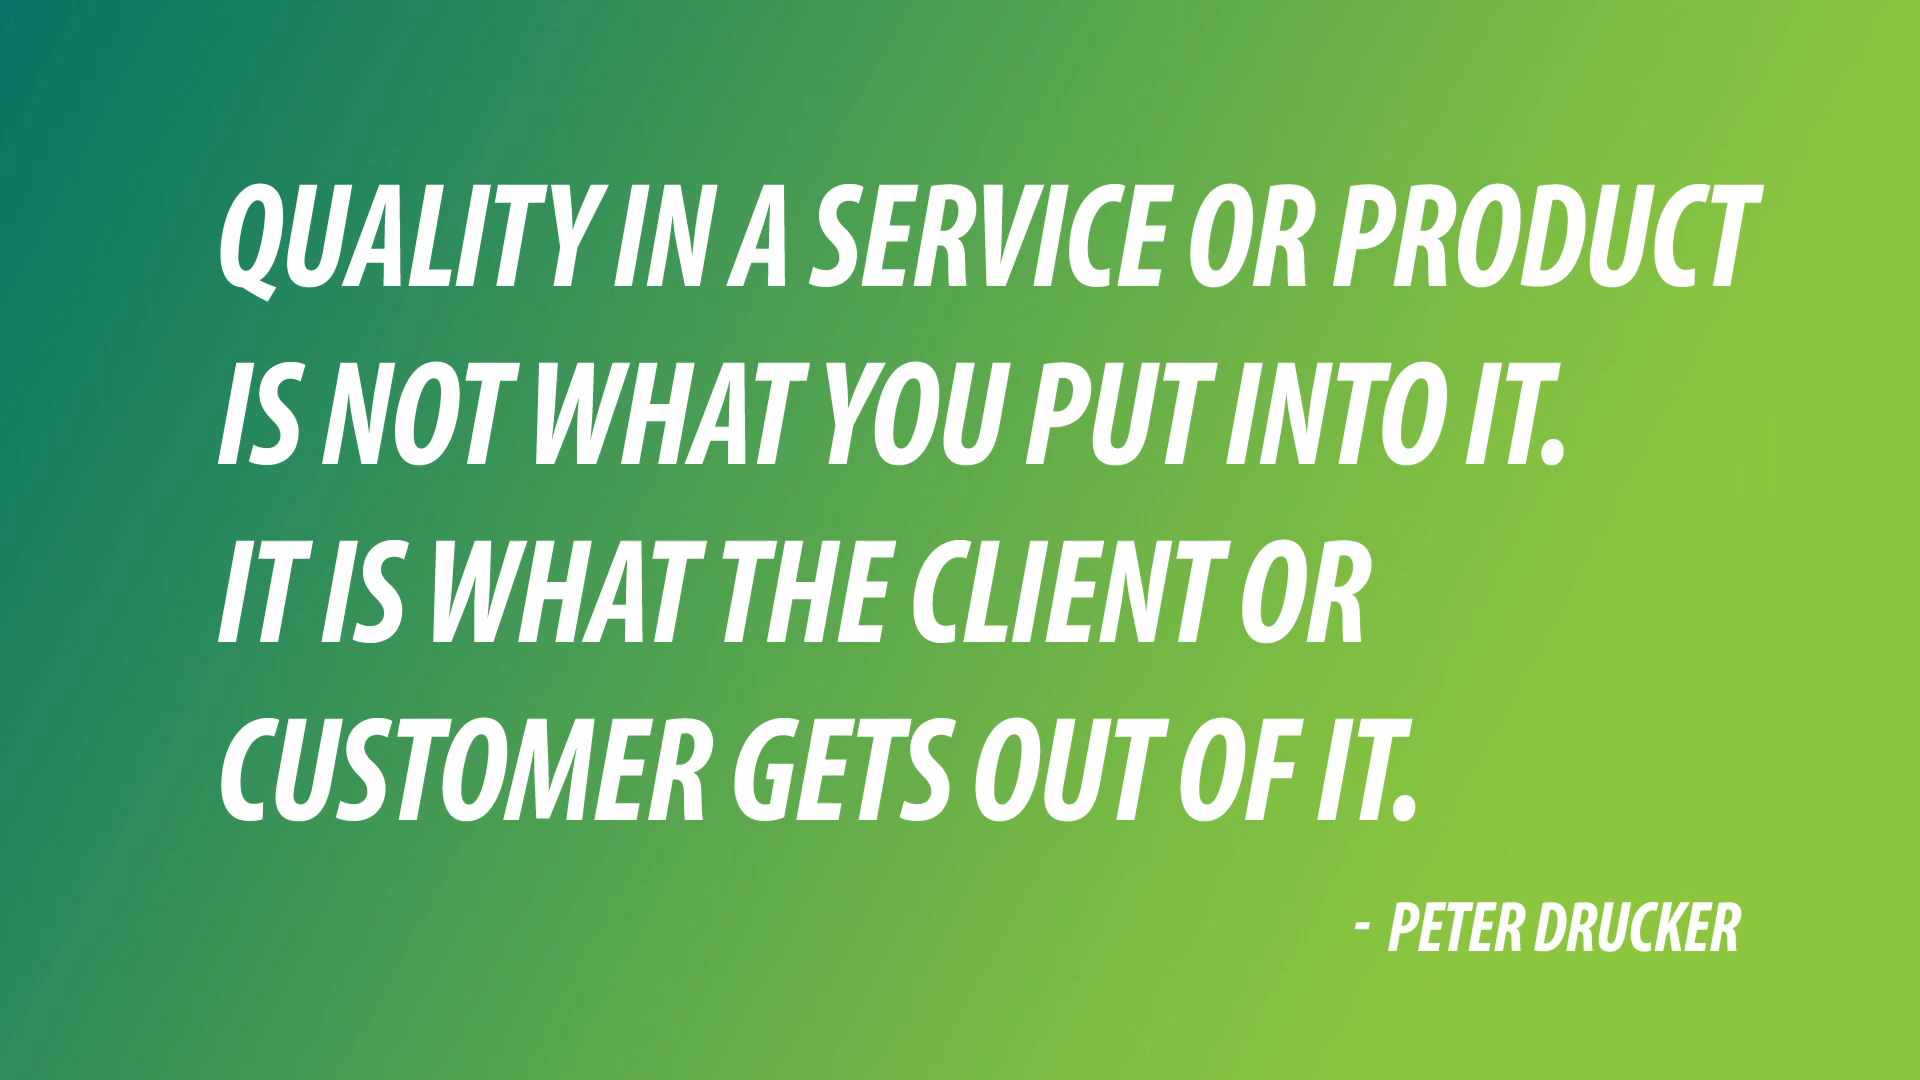 QUALITY IN A SERVICE OR PRODUCT
IS NOT WHAT YOU PUT INTO IT.
IT IS WHAT THE CLIENT OR
CUSTOMER GETS OUT OF IT.
- PETER DRUCKER